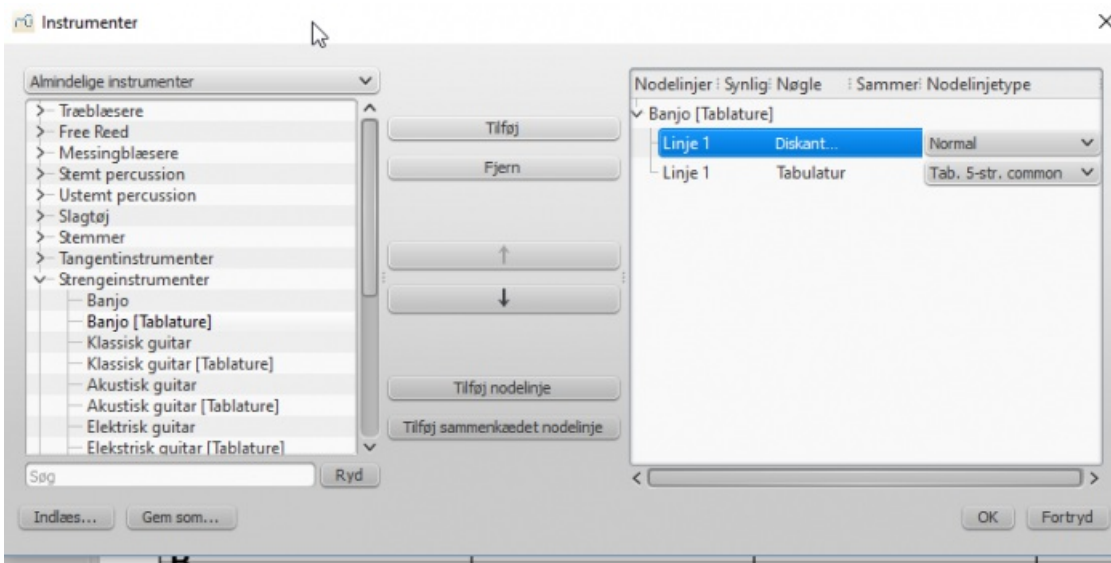 Instrumenter
Almindelige instrumenter
Træblæsere
Free Reed
Messingblæsere
Stemt percussion
Ustemt percussion
Slagtøj
Stemmer
Tangentinstrumenter
Strengeinstrumenter
Banjo
Banjo [Tablature]
Klassisk guitar
Klassisk guitar [Tablature]
Akustisk guitar
Akustisk guitar [Tablature]
Elektrisk guitar
Elekstrisk guitar [Tablature]
Søg
Ryd
Indlæs...
Gem som...
Tilføj
Fjern
Tilføj nodelinje
Tilføj sammenkædet nodelinje
Nodelinjer Synlig Nøgle Sammer Nodelinjetype
Banjo [Tablature]
Linje 1 Diskant... Normal
Linje 1 Tabulatur Tab. 5-str. common
OK
Fortryd